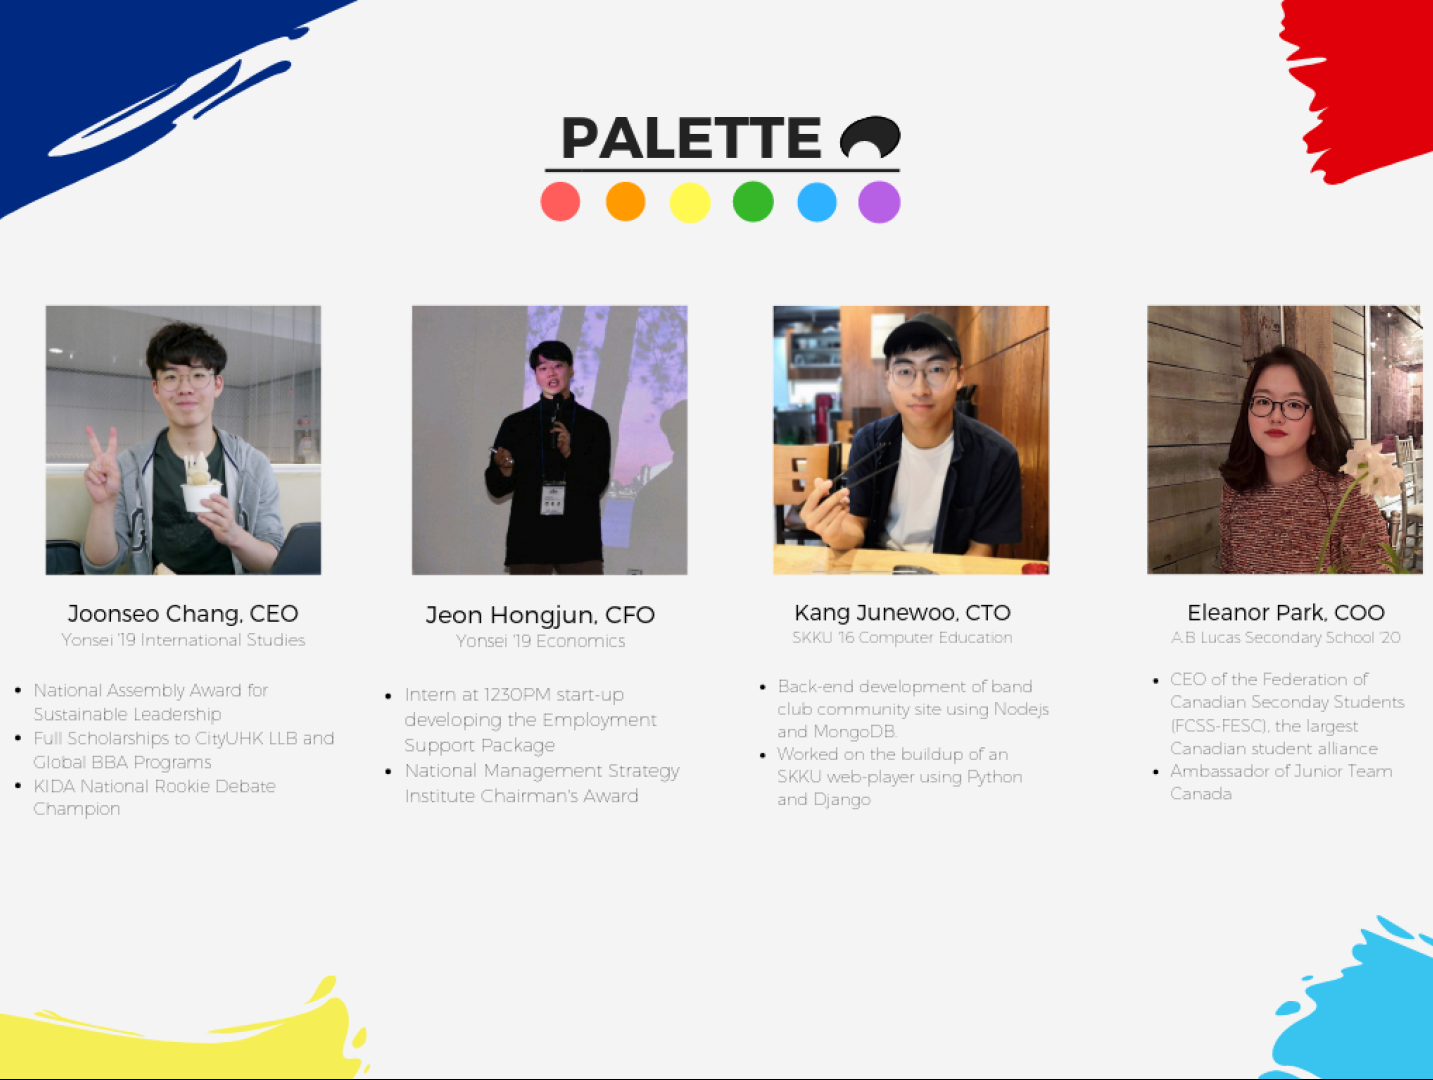 PALETTE
Joonseo Chang, CEO
Yonsei '19 International Studies
• National Assembly Award for
Sustainable Leadership
• Full Scholarships to CityUHK LLB and
Global BBA Programs
• KIDA National Rookie Debate
Champion
Jeon Hongjun, CFO
Yonsei '19 Economics
• Intern at 1230PM start-up
developing the Employment
Support Package
• National Management Strategy
Institute Chairman's Award
Kang Junewoo, CTO
SKKU '16 Computer Education
• Back-end development of band
club community site using Nodejs
and MongoDB.
• Worked on the buildup of an
SKKU web-player using Python
and Django
Eleanor Park, COO
A.B Lucas Secondary School '20
• CEO of the Federation of
Canadian Seconday Students
(FCSS-FESC), the largest
Canadian student alliance
• Ambassador of Junior Team
Canada